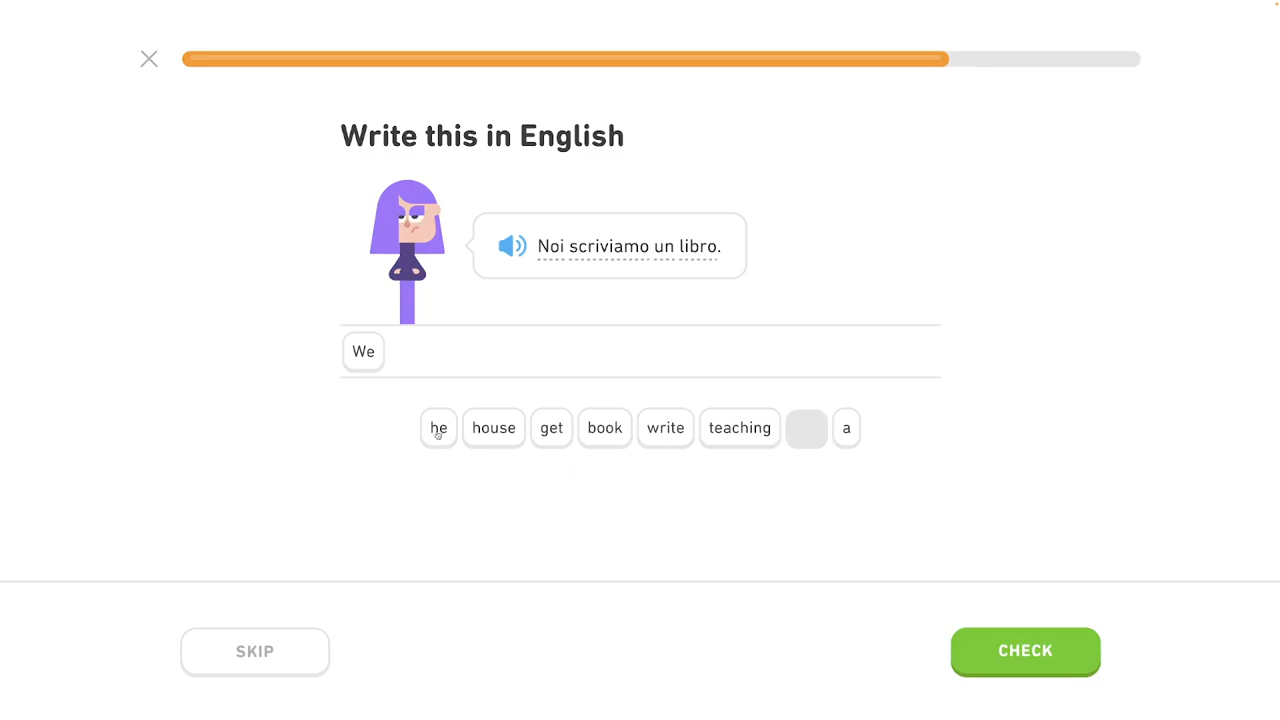 Write this in English
Noi scriviamo un libro.
We
he house get book write teaching a
SKIP CHECK